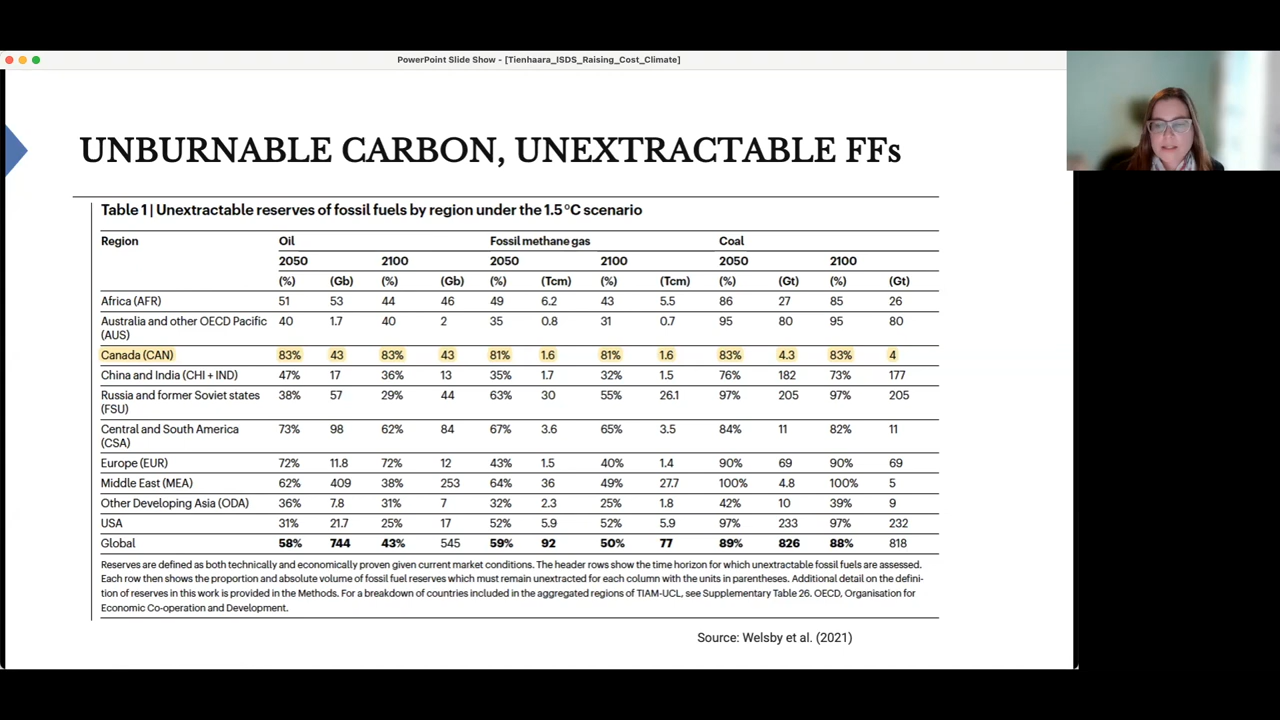 PowerPoint Slide Show - [Tienhaara_ISDS_Raising_Cost_Climate]
UNBURNABLE CARBON, UNEXTRACTABLE FFs
Table 1 | Unextractable reserves of fossil fuels by region under the 1.5 °C scenario
Region Oil Fossil methane gas Coal
2050 2100 2050 2100 2050 2100
(%) (Gb) (%) (Gb) (%) (Tcm) (%) (Tcm) (%) (Gt) (%) (Gt)
Africa (AFR) 51 53 44 46 49 6.2 43 5.5 86 27 85 26
Australia and other OECD Pacific 40 1.7 40 2 35 0.8 31 0.7 95 80 95 80
(AUS)
Canada (CAN) 83% 43 83% 43 81% 1.6 81% 1.6 83% 4.3 83% 4
China and India (CHI + IND) 47% 17 36% 13 35% 1.7 32% 1.5 76% 182 73% 177
Russia and former Soviet states 38% 57 29% 44 63% 30 55% 26.1 97% 205 97% 205
(FSU)
Central and South America 73% 98 62% 84 67% 3.6 65% 3.5 84% 11 82% 11
(CSA)
Europe (EUR) 72% 11.8 72% 12 43% 1.5 40% 1.4 90% 69 90% 69
Middle East (MEA) 62% 409 38% 253 64% 36 49% 27.7 100% 4.8 100% 5
Other Developing Asia (ODA) 36% 7.8 31% 7 32% 2.3 25% 1.8 42% 10 39% 9
USA 31% 21.7 25% 17 52% 5.9 52% 5.9 97% 233 97% 232
Global 58% 744 43% 545 59% 92 50% 77 89% 826 88% 818
Reserves are defined as both technically and economically proven given current market conditions. The header rows show the time horizon for which unextractable fossil fuels are assessed.
Each row then shows the proportion and absolute volume of fossil fuel reserves which must remain unextracted for each column with the units in parentheses. Additional detail on the defini-
tion of reserves in this work is provided in the Methods. For a breakdown of countries included in the aggregated regions of TIAM-UCL, see Supplementary Table 26. OECD, Organisation for
Economic Co-operation and Development.
Source: Welsby et al. (2021)